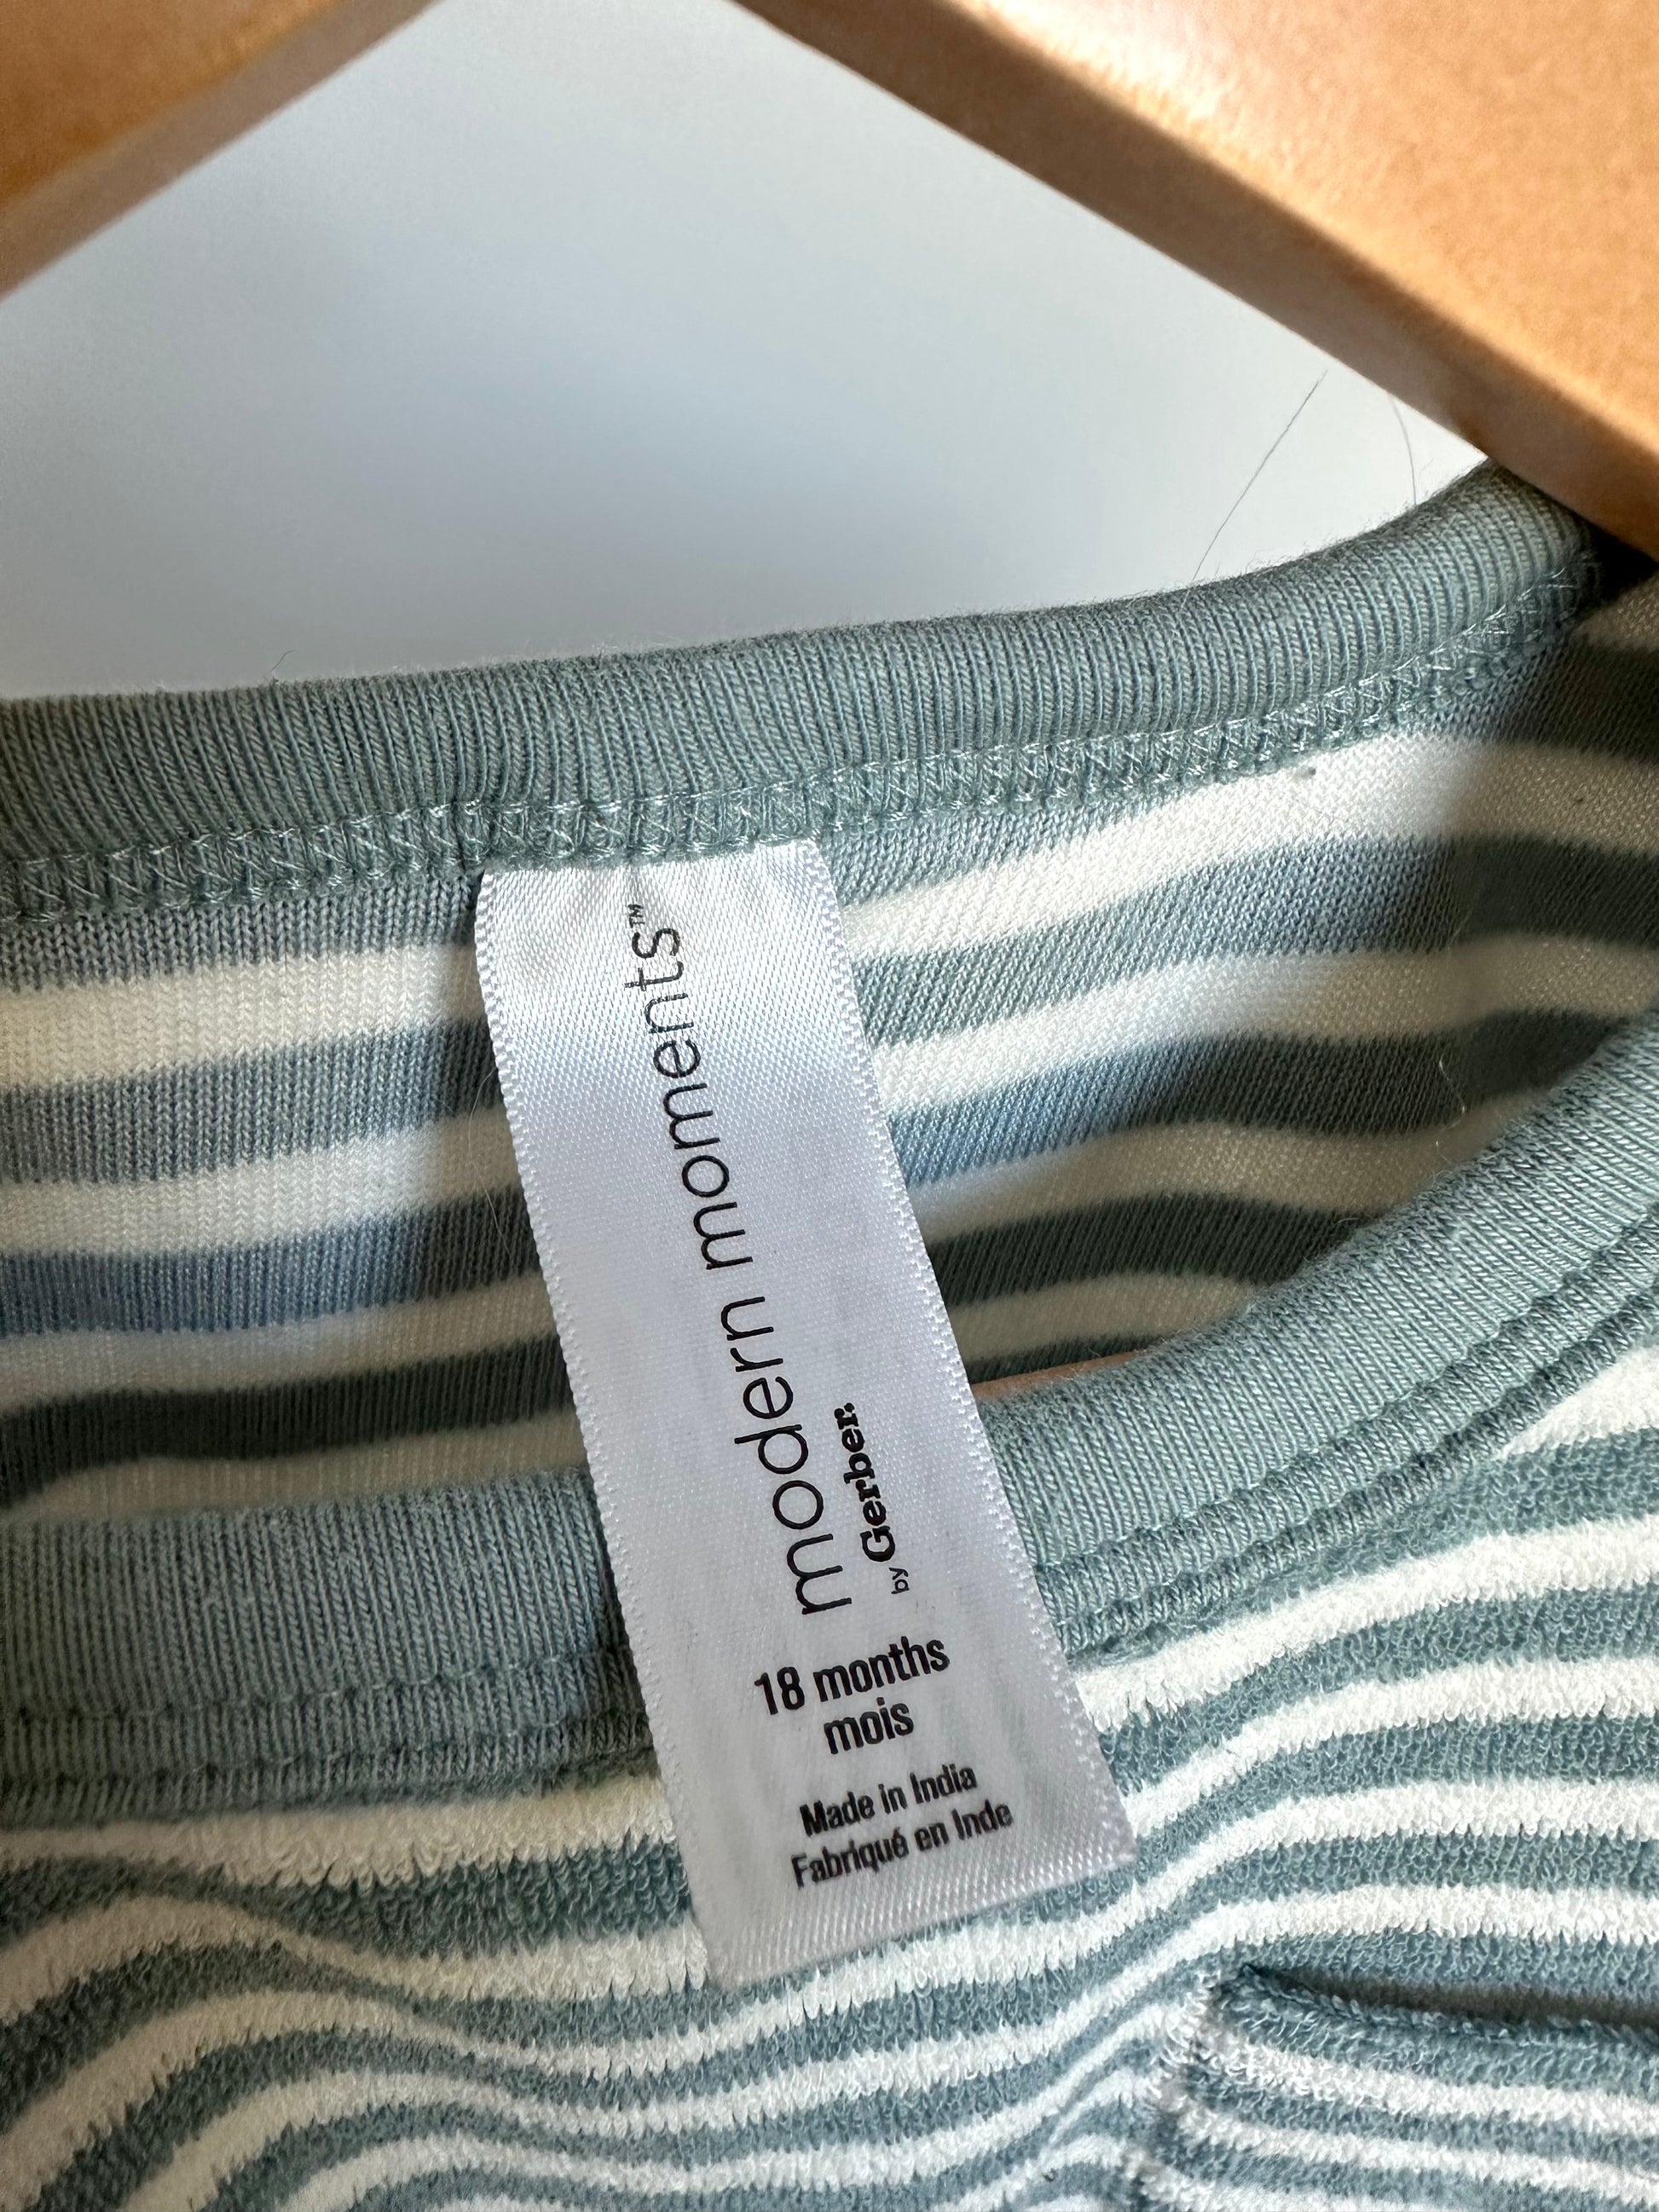 modern moments™
by Gerber.
18 months
mois
Made in India
Fabriqué en Inde